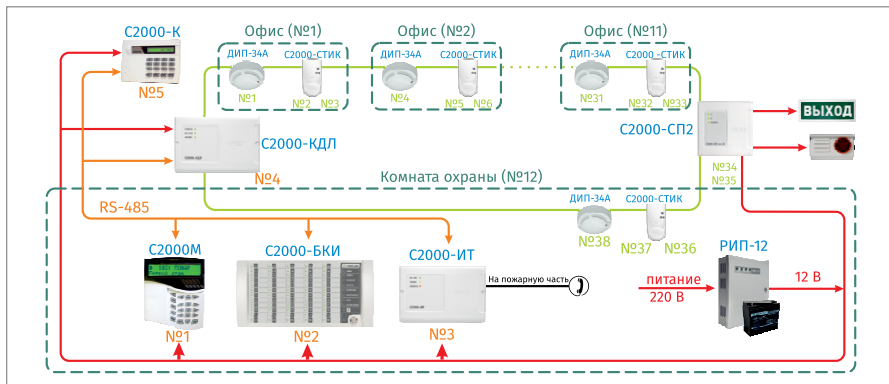 С2000-К
№5
Офис (№1)
ДИП-34А
С2000-СТИК
№1
№2
№3
Офис (№2)
ДИП-34А
С2000-СТИК
№4
№5
№6
Офис (№11)
ДИП-34А
С2000-СТИК
№31
№32
№33
С2000-КДЛ
№4
С2000-СП2
№34
№35
ВЫХОД
Комната охраны (№12)
RS-485
ДИП-34А
С2000-СТИК
№38
№37
№36
С2000М
№1
С2000-БКИ
№2
С2000-ИТ
№3
На пожарную часть
РИП-12
питание
220 В
12 В